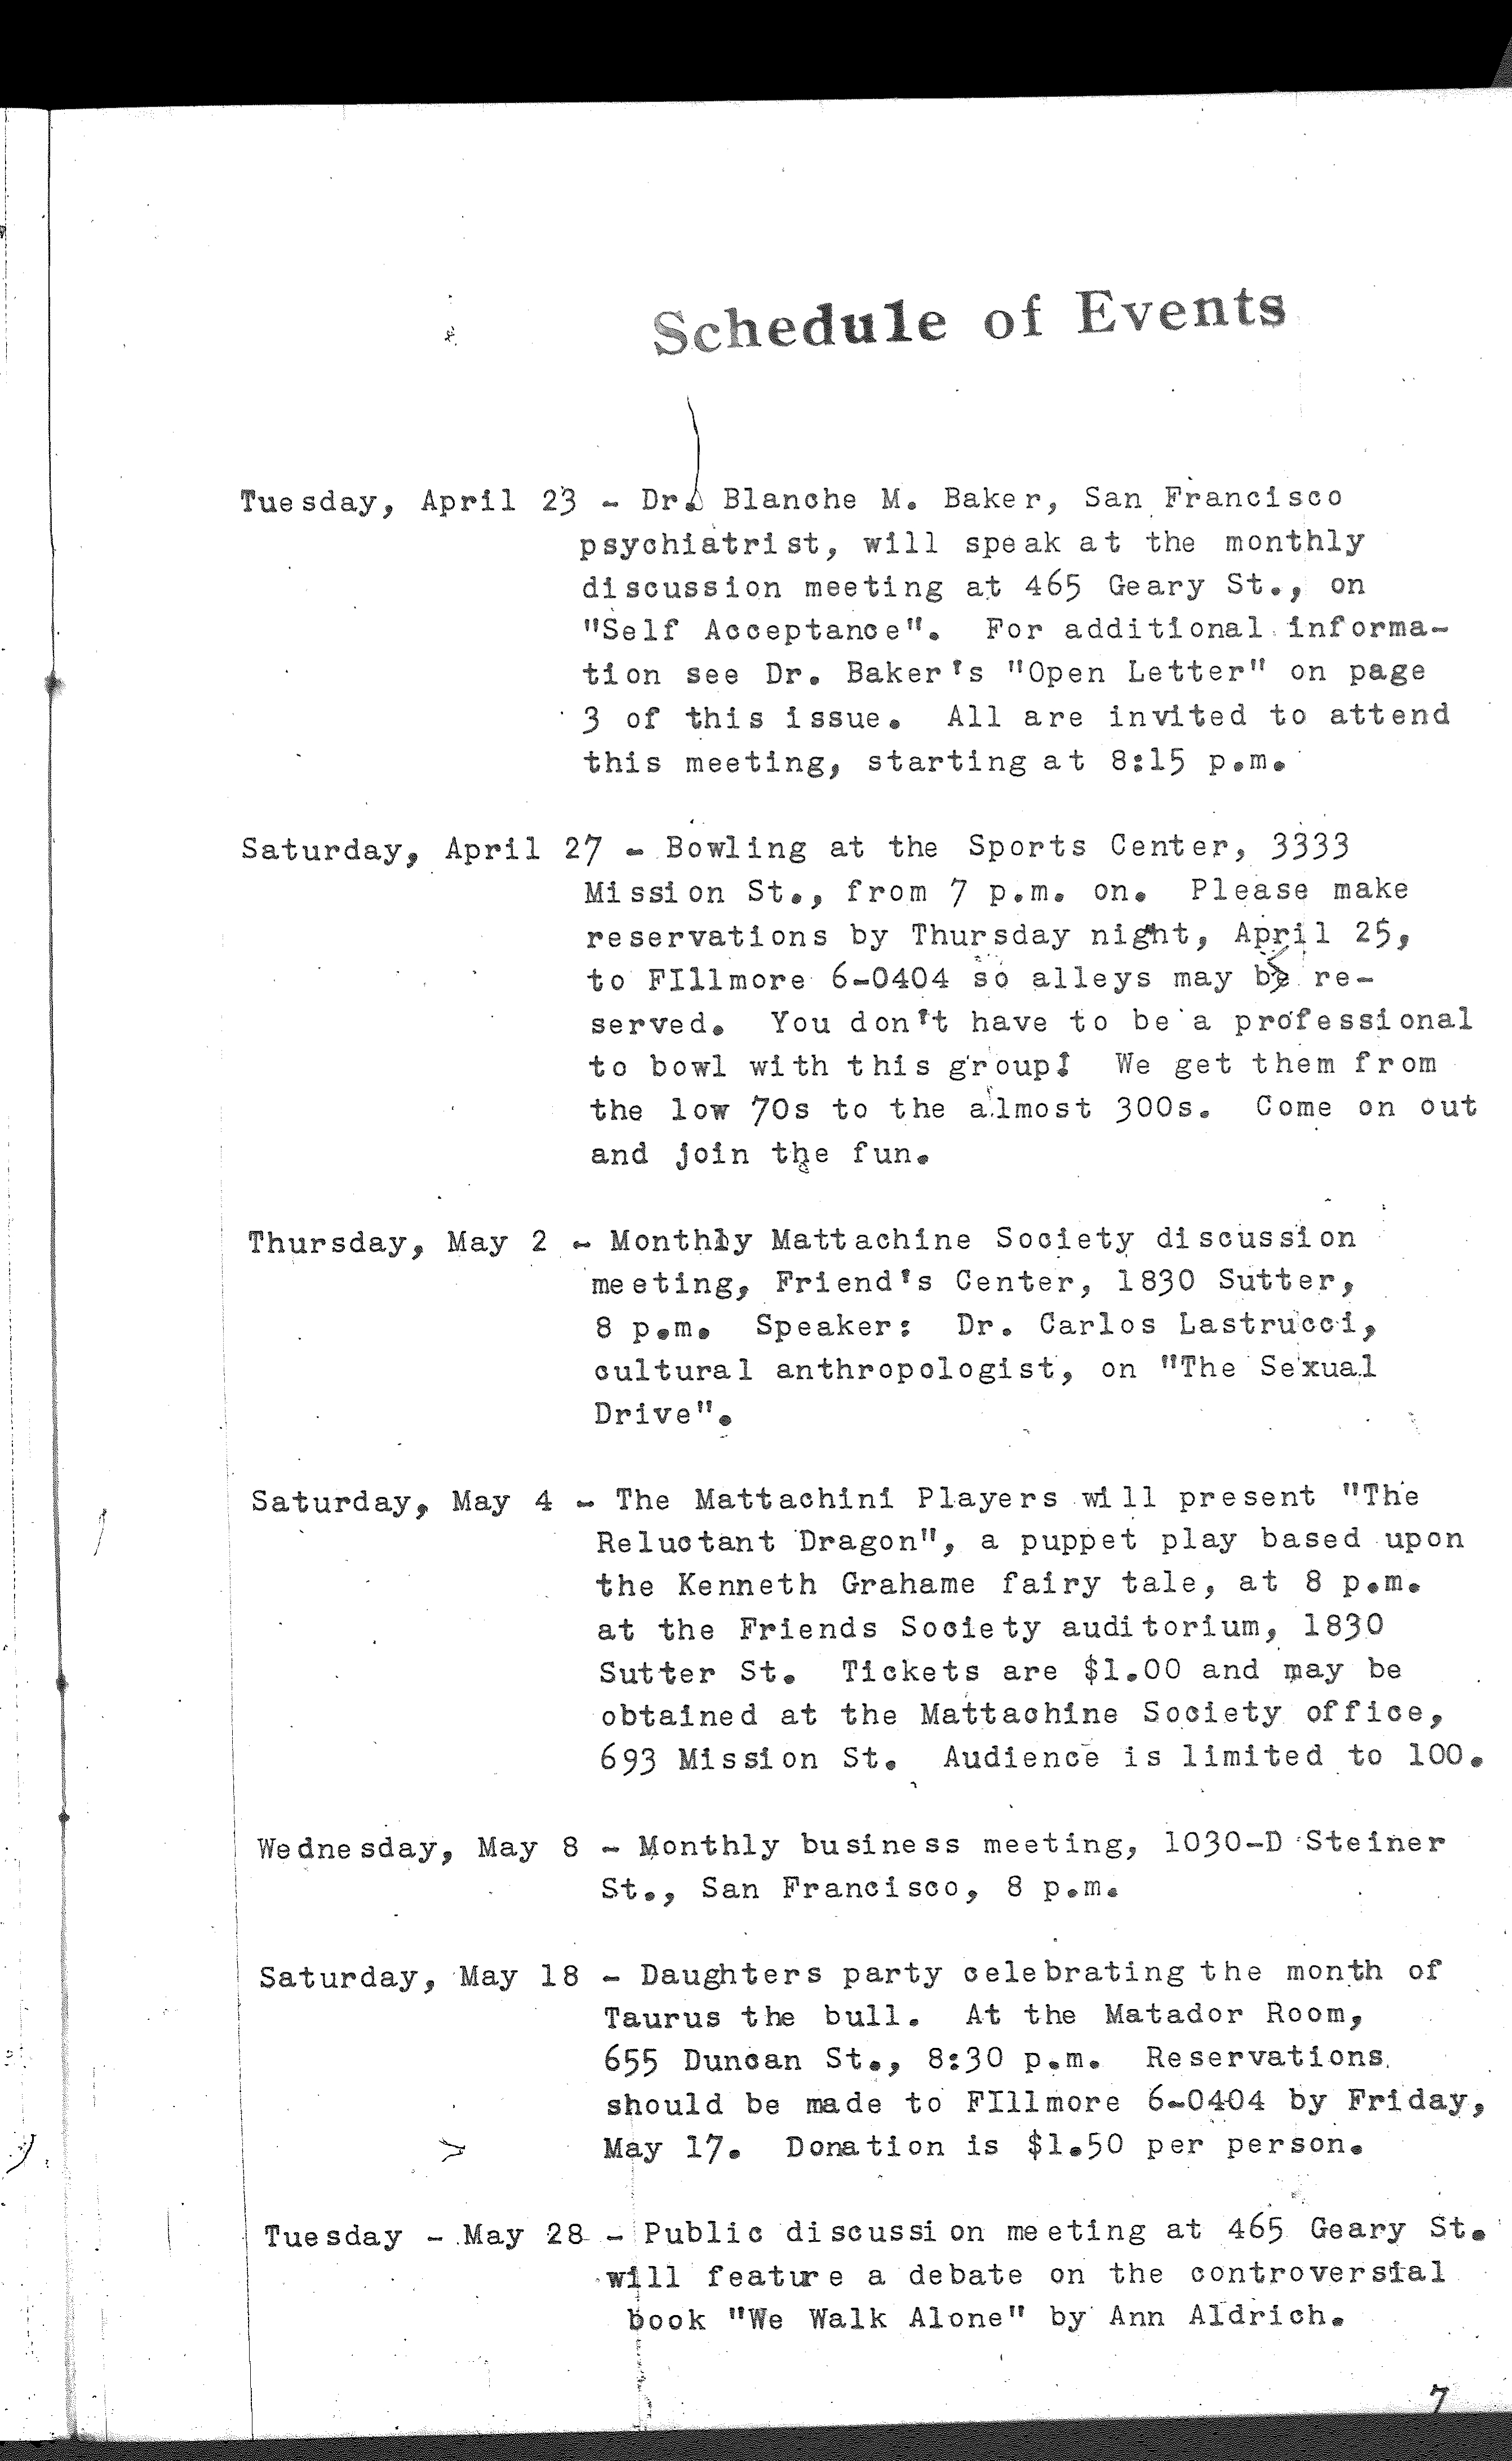 Schedule of Events
Tuesday, April 23 - Dr. Blanche M. Baker, San Francisco
psychiatrist, will speak at the monthly
discussion meeting at 465 Geary St., on
"Self Acceptance". For additional informa-
tion see Dr. Baker's "Open Letter" on page
3 of this issue. All are invited to attend
this meeting, starting at 8:15 p.m.
Saturday, April 27 - Bowling at the Sports Center, 3333
Mission St., from 7 p.m. on. Please make
reservations by Thursday night, April 25,
to FIllmore 6-0404 so alleys may be re-
served. You don't have to be a professional
to bowl with this group! We get them from
the low 70s to the almost 300s. Come on out
and join the fun.
Thursday, May 2 - Monthly Mattachine Society discussion
meeting, Friend's Center, 1830 Sutter,
8 p.m. Speaker: Dr. Carlos Lastrucci,
cultural anthropologist, on "The Sexual
Drive".
Saturday, May 4 - The Mattachini Players will present "The
Reluctant Dragon", a puppet play based upon
the Kenneth Grahame fairy tale, at 8 p.m.
at the Friends Society auditorium, 1830
Sutter St. Tickets are $1.00 and may be
obtained at the Mattachine Society office,
693 Mission St. Audience is limited to 100.
Wednesday, May 8 - Monthly business meeting, 1030-D Steiner
St., San Francisco, 8 p.m.
Saturday, May 18 - Daughters party celebrating the month of
Taurus the bull. At the Matador Room,
655 Duncan St., 8:30 p.m. Reservations
should be made to FIllmore 6-0404 by Friday,
May 17. Donation is $1.50 per person.
Tuesday - May 28 - Public discussion meeting at 465 Geary St.
will feature a debate on the controversial
book "We Walk Alone" by Ann Aldrich.
7